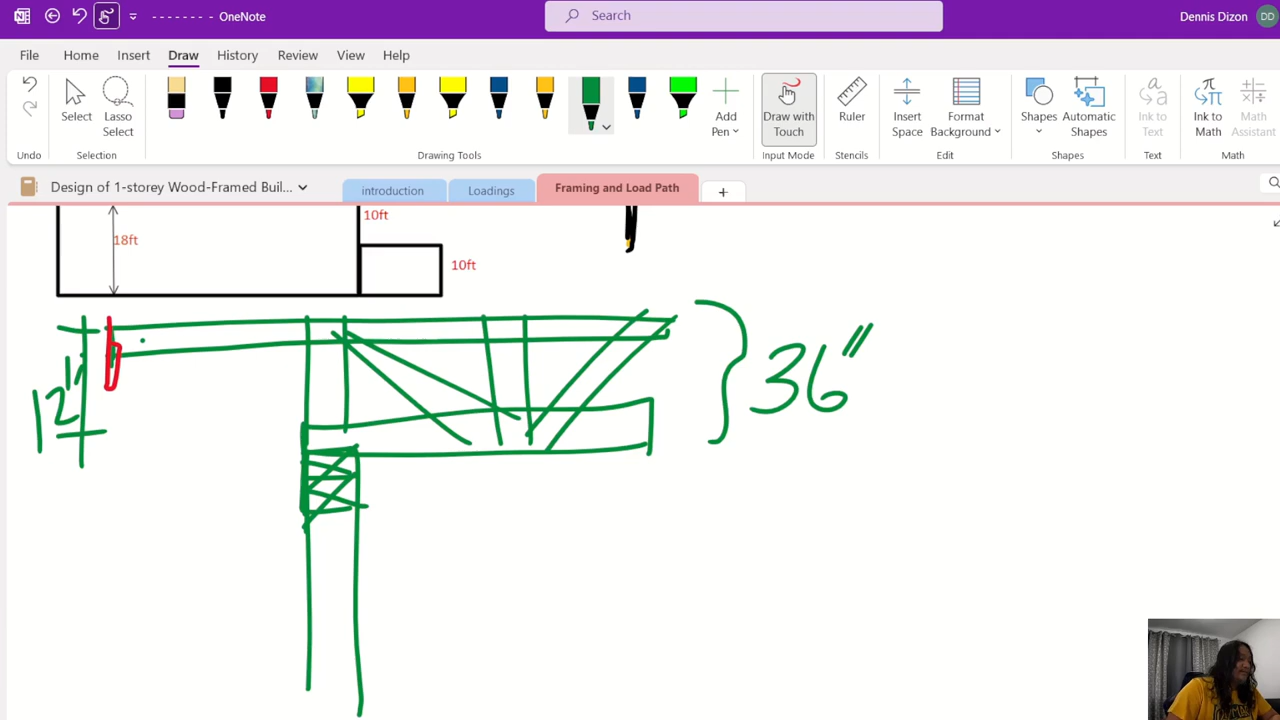 ------- - OneNote
Search
Dennis Dizon
DD
File Home Insert Draw History Review View Help
Undo
Select
Lasso Select
Selection
Drawing Tools
Add Pen
Draw with Touch
Input Mode
Ruler
Stencils
Insert Space
Format Background
Edit
Shapes
Automatic Shapes
Shapes
Ink to Text
Text
Ink to Math
Math Assistant
Math
Design of 1-storey Wood-Framed Buil...
introduction
Loadings
Framing and Load Path
+
10ft
18ft
10ft
12"
36"